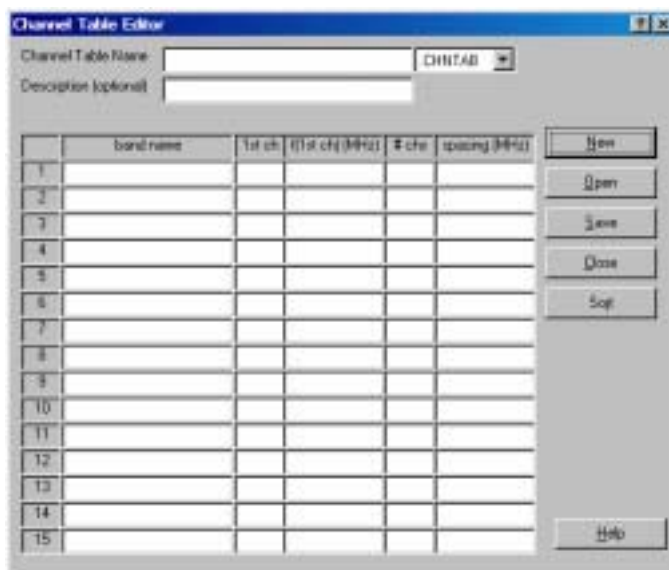 Channel Table Editor
Channel Table Name
.CHNTAB
Description (optional)
band name 1st ch f(1st ch) (MHz) # chs spacing (MHz)
1
2
3
4
5
6
7
8
9
10
11
12
13
14
15
New
Open
Save
Close
Sort
Help